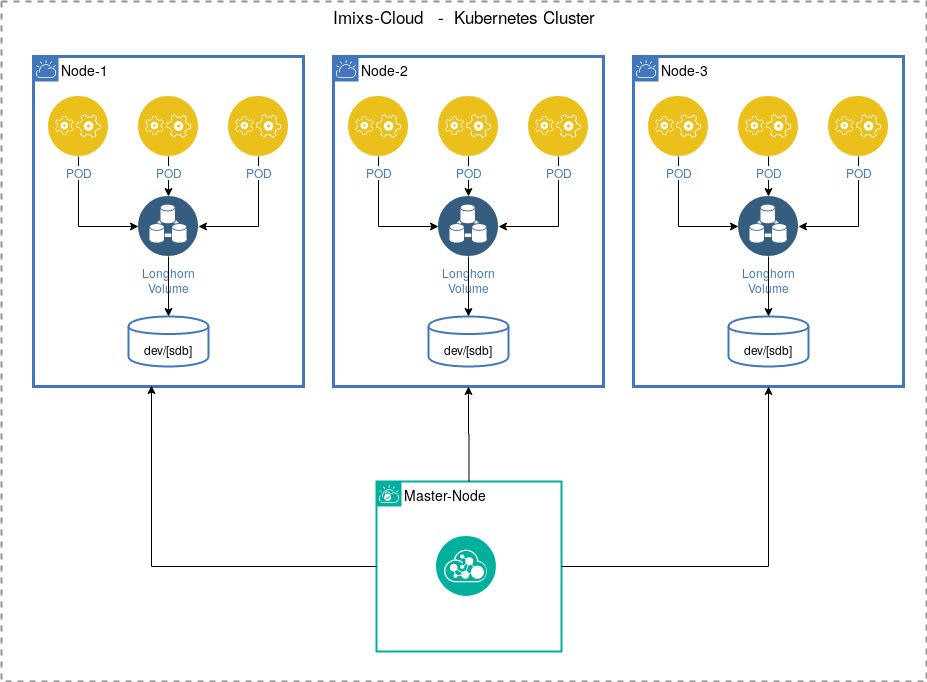 Imixs-Cloud - Kubernetes Cluster
Node-1
Node-2
Node-3
POD
POD
POD
POD
POD
POD
POD
POD
POD
Longhorn
Volume
Longhorn
Volume
Longhorn
Volume
dev/[sdb]
dev/[sdb]
dev/[sdb]
Master-Node